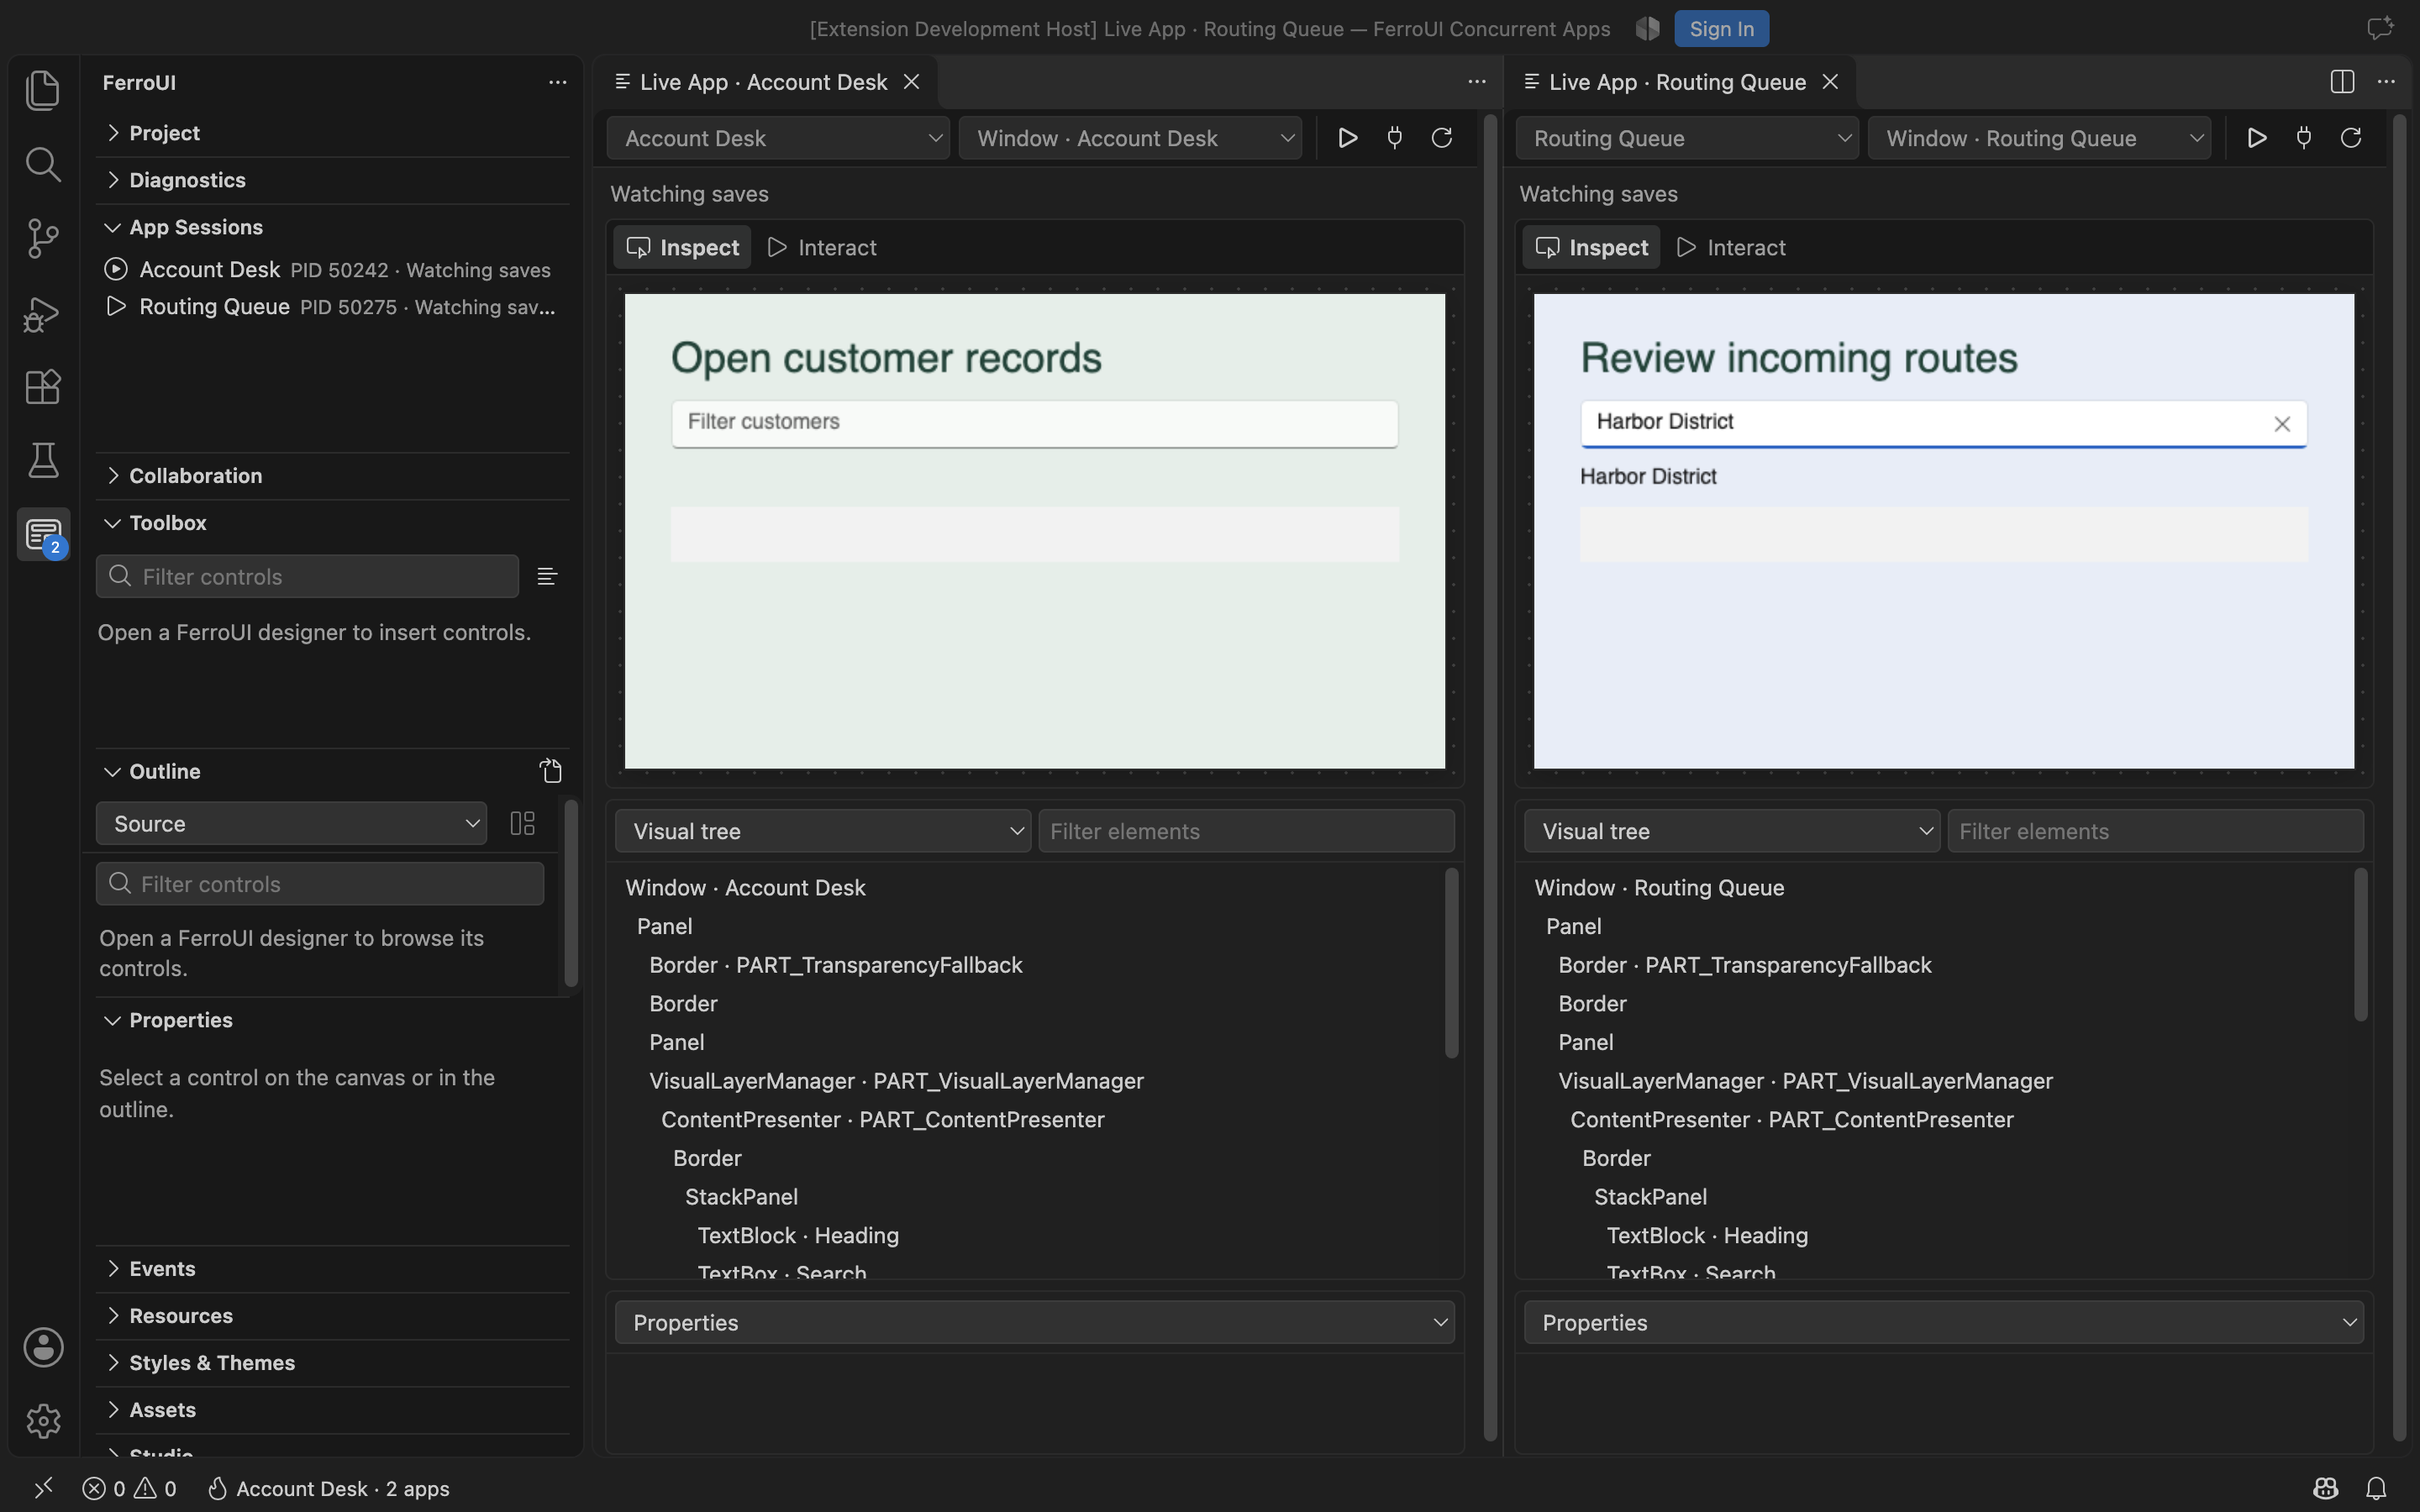 [Extension Development Host] Live App · Routing Queue — FerroUI Concurrent Apps
Sign In
FerroUI
Project
Diagnostics
App Sessions
Account Desk PID 50242 · Watching saves
Routing Queue PID 50275 · Watching sav...
Collaboration
Toolbox
Filter controls
Open a FerroUI designer to insert controls.
Outline
Source
Filter controls
Open a FerroUI designer to browse its
controls.
Properties
Select a control on the canvas or in the
outline.
Events
Resources
Styles & Themes
Assets
Studio
2
Live App · Account Desk
Account Desk
Window · Account Desk
Watching saves
Inspect
Interact
Open customer records
Filter customers
Visual tree
Filter elements
Window · Account Desk
Panel
Border · PART_TransparencyFallback
Border
Panel
VisualLayerManager · PART_VisualLayerManager
ContentPresenter · PART_ContentPresenter
Border
StackPanel
TextBlock · Heading
TextBox · Search
Properties
Live App · Routing Queue
Routing Queue
Window · Routing Queue
Watching saves
Inspect
Interact
Review incoming routes
Harbor District
Harbor District
Visual tree
Filter elements
Window · Routing Queue
Panel
Border · PART_TransparencyFallback
Border
Panel
VisualLayerManager · PART_VisualLayerManager
ContentPresenter · PART_ContentPresenter
Border
StackPanel
TextBlock · Heading
TextBox · Search
Properties
0 0 Account Desk · 2 apps